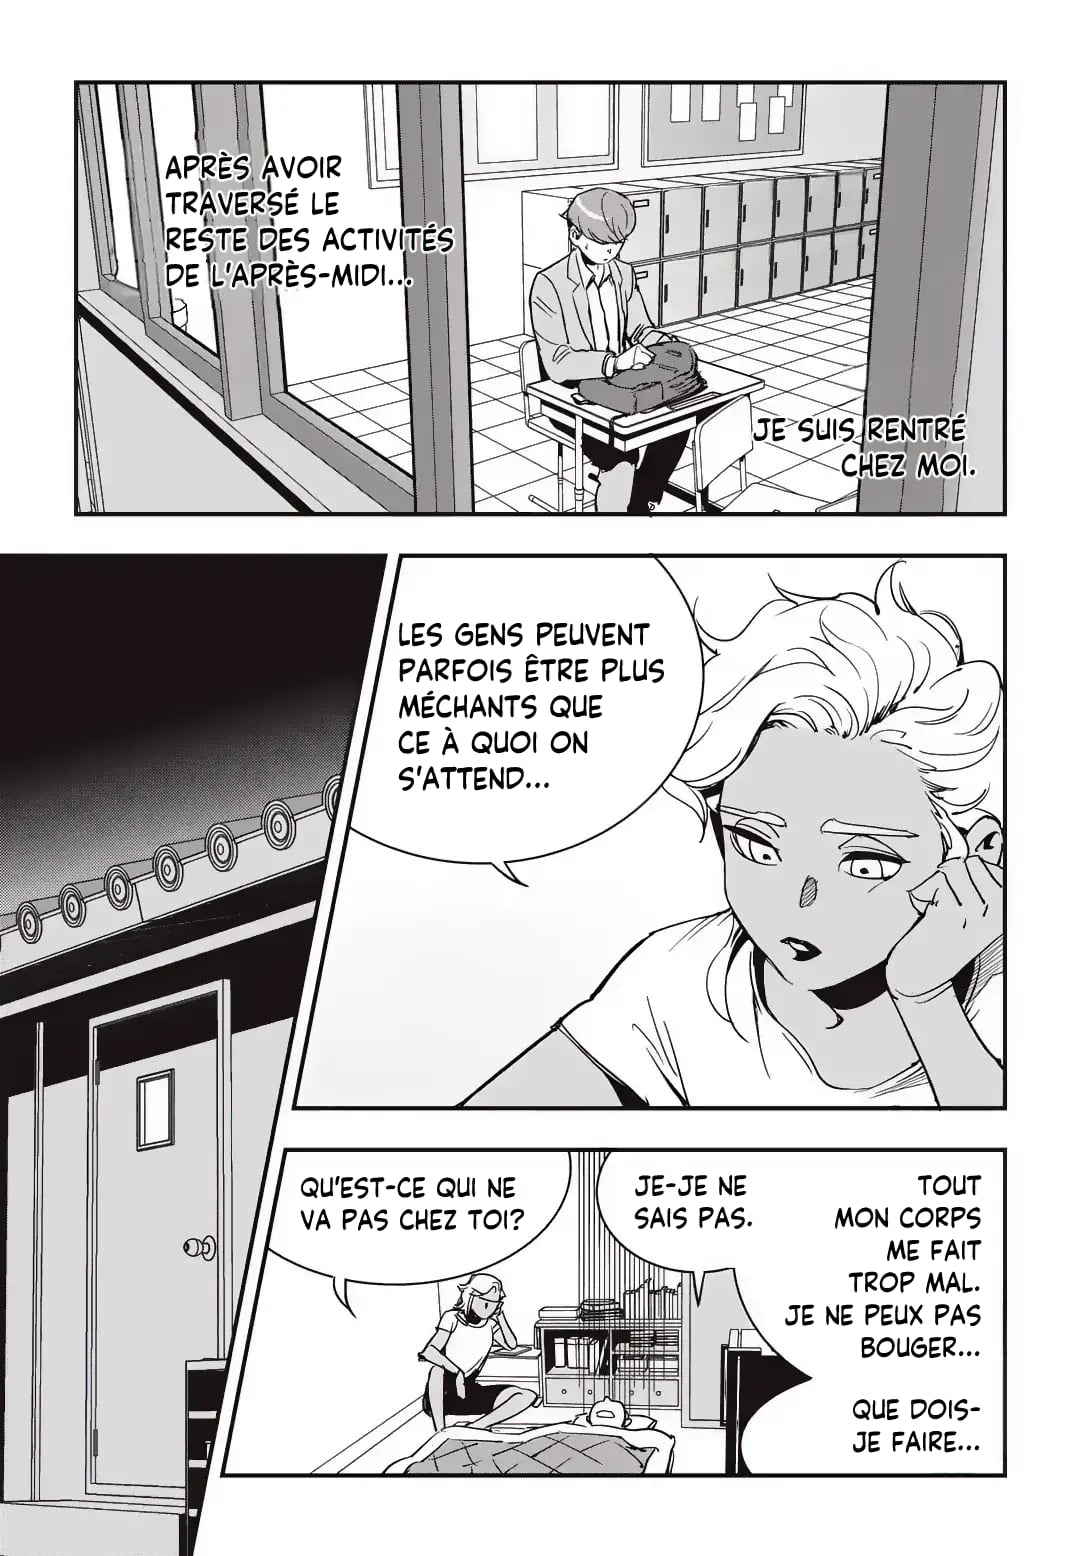 APRÈS AVOIR
TRAVERSÉ LE
RESTE DES ACTIVITÉS
DE L'APRÈS-MIDI...
JE SUIS RENTRÉ
CHEZ MOI.
LES GENS PEUVENT
PARFOIS ÊTRE PLUS
MÉCHANTS QUE
CE À QUOI ON
S'ATTEND...
QU'EST-CE QUI NE
VA PAS CHEZ TOI?
JE-JE NE
SAIS PAS.
TOUT
MON CORPS
ME FAIT
TROP MAL.
JE NE PEUX PAS
BOUGER...
QUE DOIS-
JE FAIRE...